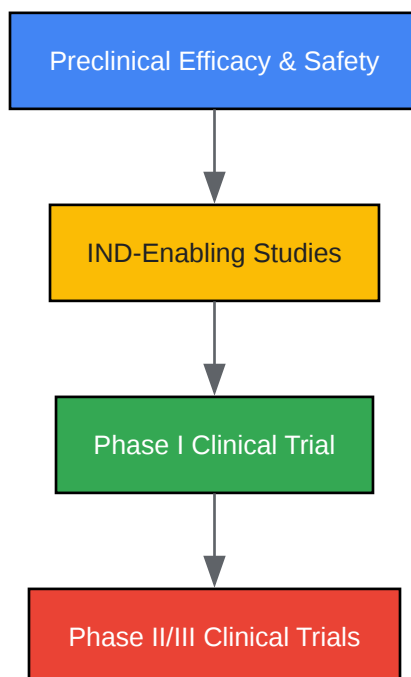 Preclinical Efficacy & Safety
IND-Enabling Studies
Phase I Clinical Trial
Phase II/III Clinical Trials